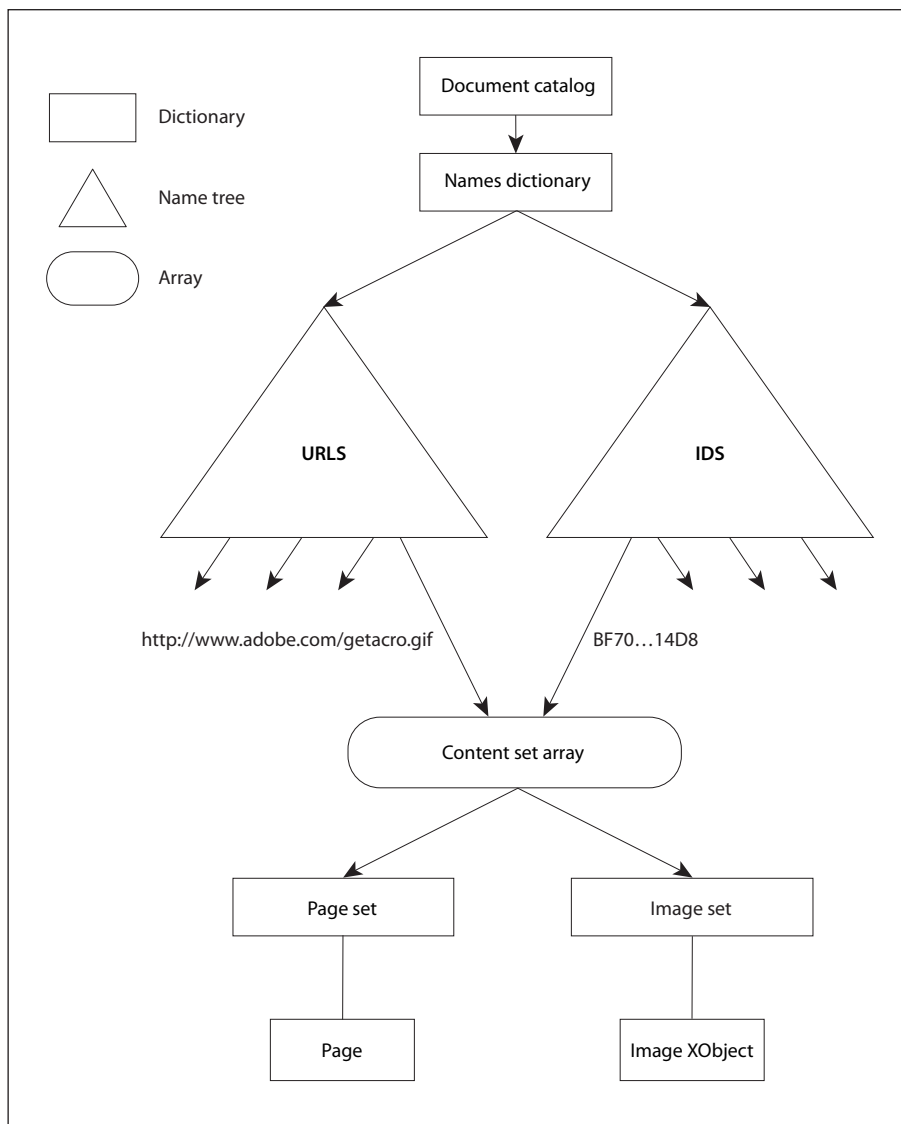 Document catalog
Dictionary
Names dictionary
Name tree
Array
URLS
IDS
http://www.adobe.com/getacro.gif
BF70…14D8
Content set array
Page set
Image set
Page
Image XObject